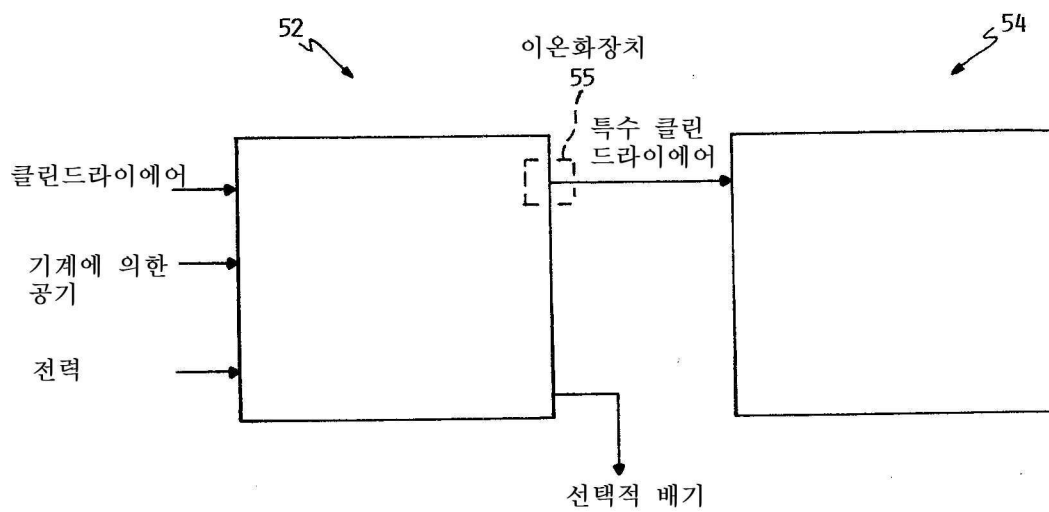 52
이온화장치
55
54
특수 클린
드라이에어
클린드라이에어
기계에 의한
공기
전력
선택적 배기